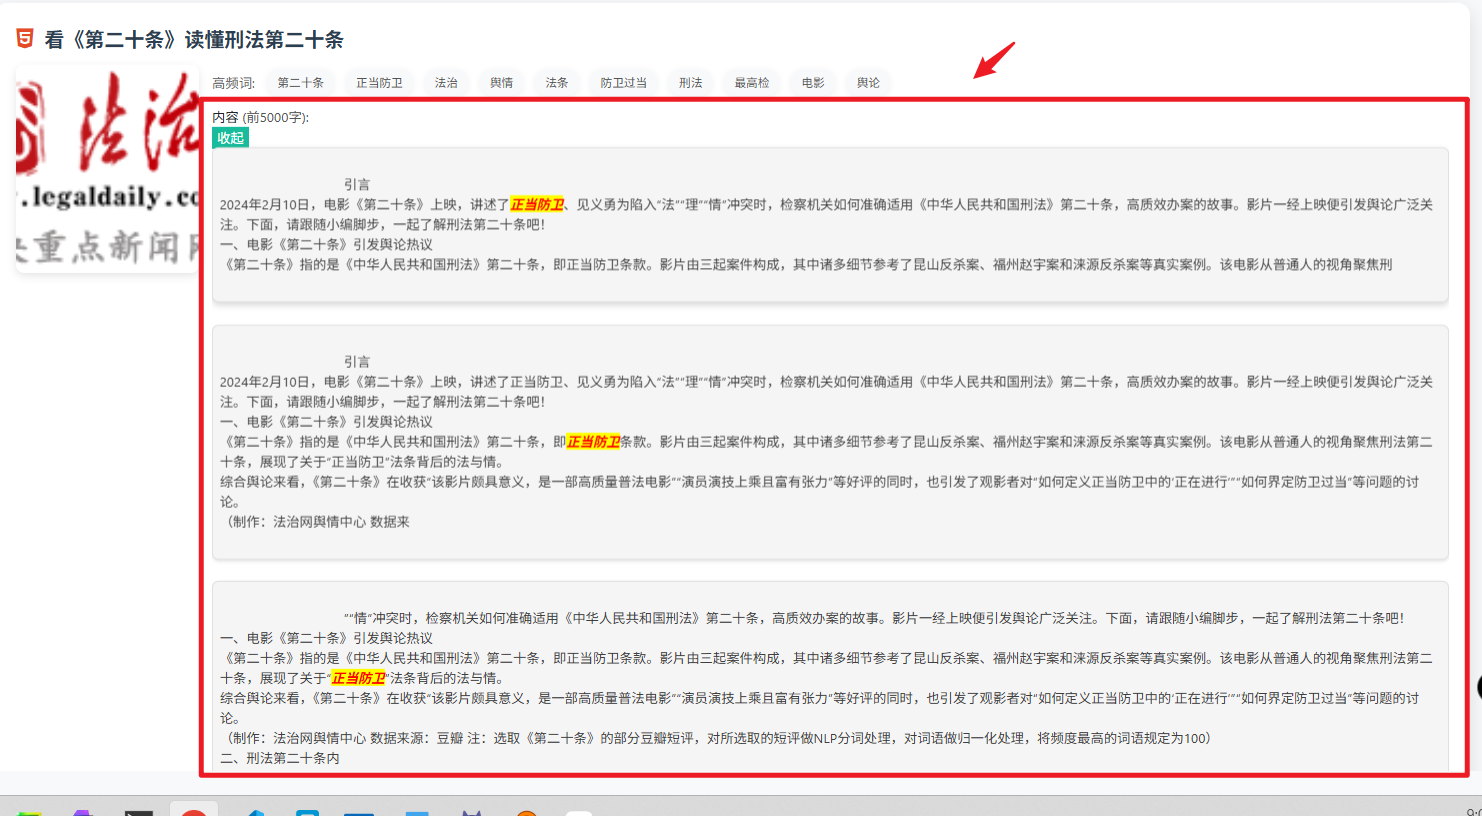 看《第二十条》读懂刑法第二十条
法治
.legaldaily.co
重点新闻网
高频词: 第二十条 正当防卫 法治 舆情 法条 防卫过当 刑法 最高检 电影 舆论
内容 (前5000字):
收起
引言
2024年2月10日，电影《第二十条》上映，讲述了正当防卫、见义勇为陷入“法”“理”“情”冲突时，检察机关如何准确适用《中华人民共和国刑法》第二十条，高质效办案的故事。影片一经上映便引发舆论广泛关
注。下面，请跟随小编脚步，一起了解刑法第二十条吧！
一、电影《第二十条》引发舆论热议
《第二十条》指的是《中华人民共和国刑法》第二十条，即正当防卫条款。影片由三起案件构成，其中诸多细节参考了昆山反杀案、福州赵宇案和涞源反杀案等真实案例。该电影从普通人的视角聚焦刑
引言
2024年2月10日，电影《第二十条》上映，讲述了正当防卫、见义勇为陷入“法”“理”“情”冲突时，检察机关如何准确适用《中华人民共和国刑法》第二十条，高质效办案的故事。影片一经上映便引发舆论广泛关
注。下面，请跟随小编脚步，一起了解刑法第二十条吧！
一、电影《第二十条》引发舆论热议
《第二十条》指的是《中华人民共和国刑法》第二十条，即正当防卫条款。影片由三起案件构成，其中诸多细节参考了昆山反杀案、福州赵宇案和涞源反杀案等真实案例。该电影从普通人的视角聚焦刑法第二
十条，展现了关于“正当防卫”法条背后的法与情。
综合舆论来看，《第二十条》在收获“该影片颇具意义，是一部高质量普法电影”“演员演技上乘且富有张力”等好评的同时，也引发了观影者对“如何定义正当防卫中的‘正在进行’”“如何界定防卫过当”等问题的讨
论。
（制作：法治网舆情中心 数据来
”“情”冲突时，检察机关如何准确适用《中华人民共和国刑法》第二十条，高质效办案的故事。影片一经上映便引发舆论广泛关注。下面，请跟随小编脚步，一起了解刑法第二十条吧！
一、电影《第二十条》引发舆论热议
《第二十条》指的是《中华人民共和国刑法》第二十条，即正当防卫条款。影片由三起案件构成，其中诸多细节参考了昆山反杀案、福州赵宇案和涞源反杀案等真实案例。该电影从普通人的视角聚焦刑法第二
十条，展现了关于“正当防卫”法条背后的法与情。
综合舆论来看，《第二十条》在收获“该影片颇具意义，是一部高质量普法电影”“演员演技上乘且富有张力”等好评的同时，也引发了观影者对“如何定义正当防卫中的‘正在进行’”“如何界定防卫过当”等问题的讨
论。
（制作：法治网舆情中心 数据来源：豆瓣 注：选取《第二十条》的部分豆瓣短评，对所选取的短评做NLP分词处理，对词语做归一化处理，将频度最高的词语规定为100）
二、刑法第二十条内